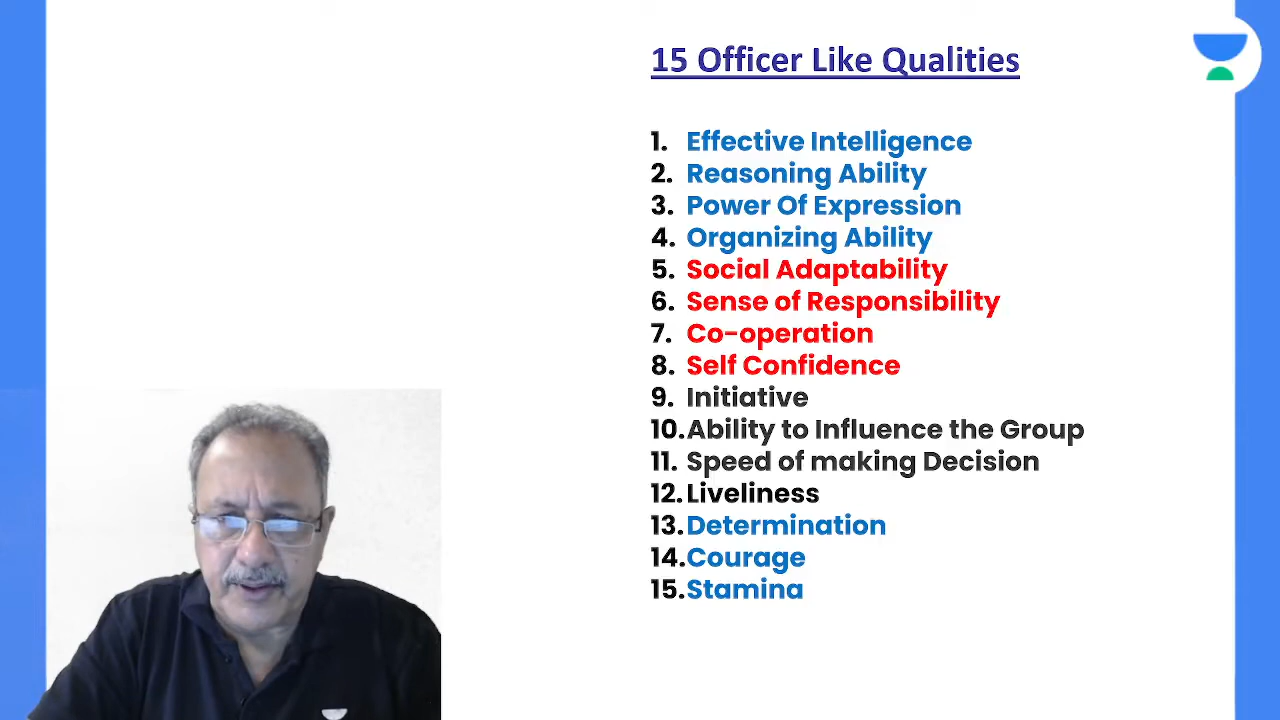 15 Officer Like Qualities
1. Effective Intelligence
2. Reasoning Ability
3. Power Of Expression
4. Organizing Ability
5. Social Adaptability
6. Sense of Responsibility
7. Co-operation
8. Self Confidence
9. Initiative
10. Ability to Influence the Group
11. Speed of making Decision
12. Liveliness
13. Determination
14. Courage
15. Stamina